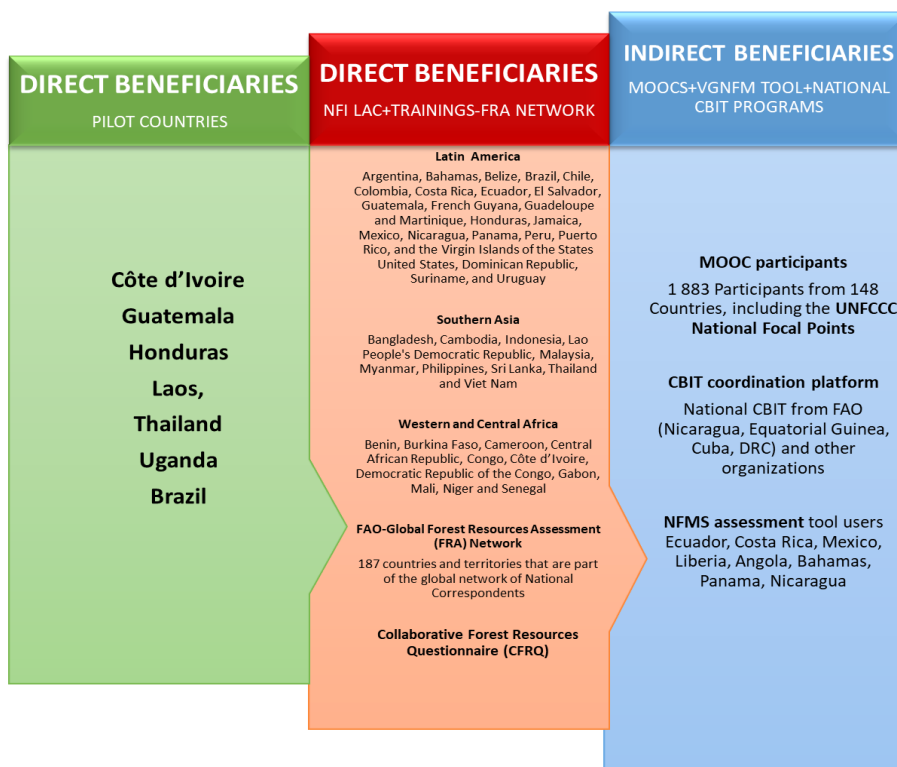 DIRECT BENEFICIARIES
PILOT COUNTRIES
Côte d’Ivoire
Guatemala
Honduras
Laos,
Thailand
Uganda
Brazil
DIRECT BENEFICIARIES
NFI LAC+TRAININGS-FRA NETWORK
Latin America
Argentina, Bahamas, Belize, Brazil, Chile,
Colombia, Costa Rica, Ecuador, El Salvador,
Guatemala, French Guyana, Guadeloupe
and Martinique, Honduras, Jamaica,
Mexico, Nicaragua, Panama, Peru, Puerto
Rico, and the Virgin Islands of the States
United States, Dominican Republic,
Suriname, and Uruguay
Southern Asia
Bangladesh, Cambodia, Indonesia, Lao
People's Democratic Republic, Malaysia,
Myanmar, Philippines, Sri Lanka, Thailand
and Viet Nam
Western and Central Africa
Benin, Burkina Faso, Cameroon, Central
African Republic, Congo, Côte d’Ivoire,
Democratic Republic of the Congo, Gabon,
Mali, Niger and Senegal
FAO-Global Forest Resources Assessment
(FRA) Network
187 countries and territories that are part
of the global network of National
Correspondents
Collaborative Forest Resources
Questionnaire (CFRQ)
INDIRECT BENEFICIARIES
MOOCS+VGNFM TOOL+NATIONAL
CBIT PROGRAMS
MOOC participants
1 883 Participants from 148
Countries, including the UNFCCC
National Focal Points
CBIT coordination platform
National CBIT from FAO
(Nicaragua, Equatorial Guinea,
Cuba, DRC) and other
organizations
NFMS assessment tool users
Ecuador, Costa Rica, Mexico,
Liberia, Angola, Bahamas,
Panama, Nicaragua